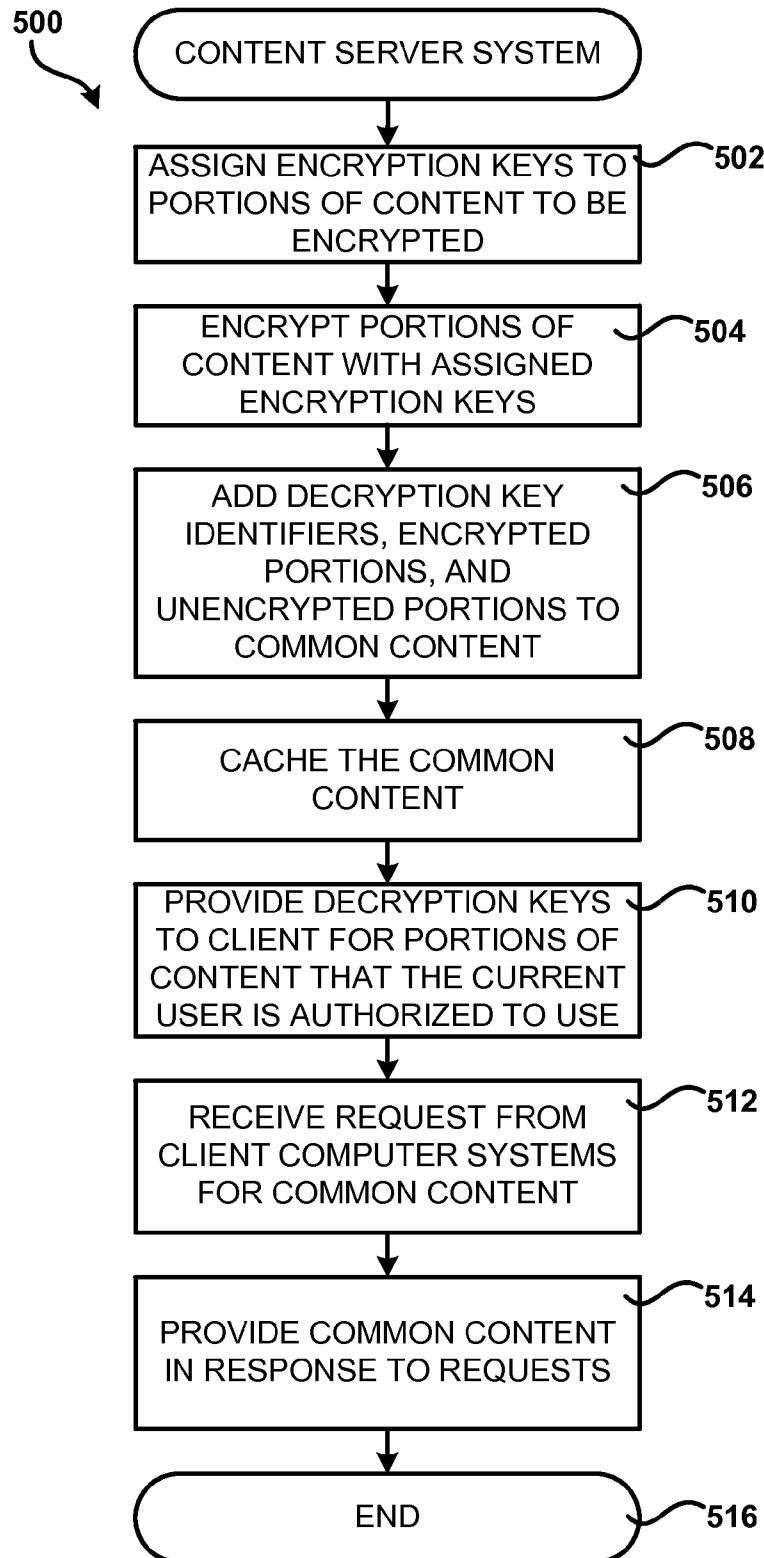 500
CONTENT SERVER SYSTEM
ASSIGN ENCRYPTION KEYS TO
PORTIONS OF CONTENT TO BE
ENCRYPTED
502
ENCRYPT PORTIONS OF
CONTENT WITH ASSIGNED
ENCRYPTION KEYS
504
ADD DECRYPTION KEY
IDENTIFIERS, ENCRYPTED
PORTIONS, AND
UNENCRYPTED PORTIONS TO
COMMON CONTENT
506
CACHE THE COMMON
CONTENT
508
PROVIDE DECRYPTION KEYS
TO CLIENT FOR PORTIONS OF
CONTENT THAT THE CURRENT
USER IS AUTHORIZED TO USE
510
RECEIVE REQUEST FROM
CLIENT COMPUTER SYSTEMS
FOR COMMON CONTENT
512
PROVIDE COMMON CONTENT
IN RESPONSE TO REQUESTS
514
END
516